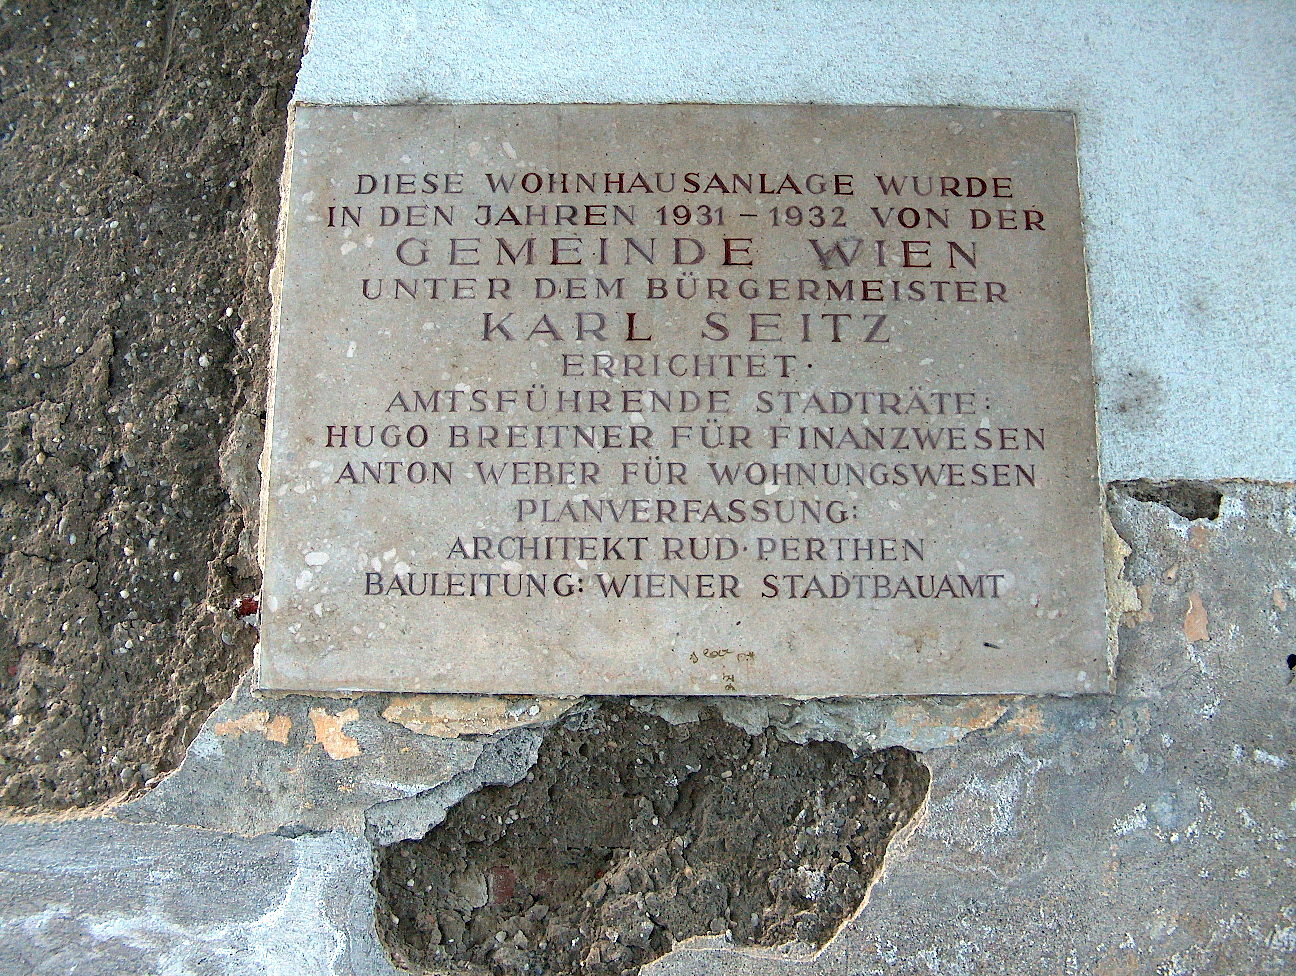 DIESE WOHNHAUSANLAGE WURDE
IN DEN JAHREN 1931-1932 VON DER
GEMEINDE WIEN
UNTER DEM BÜRGERMEISTER
KARL SEITZ
ERRICHTET·
AMTSFÜHRENDE STADTRÄTE:
HUGO BREITNER FÜR FINANZWESEN
ANTON WEBER FÜR WOHNUNGSWESEN
PLANVERFASSUNG:
ARCHITEKT RUD·PERTHEN
BAULEITUNG: WIENER STADTBAUAMT